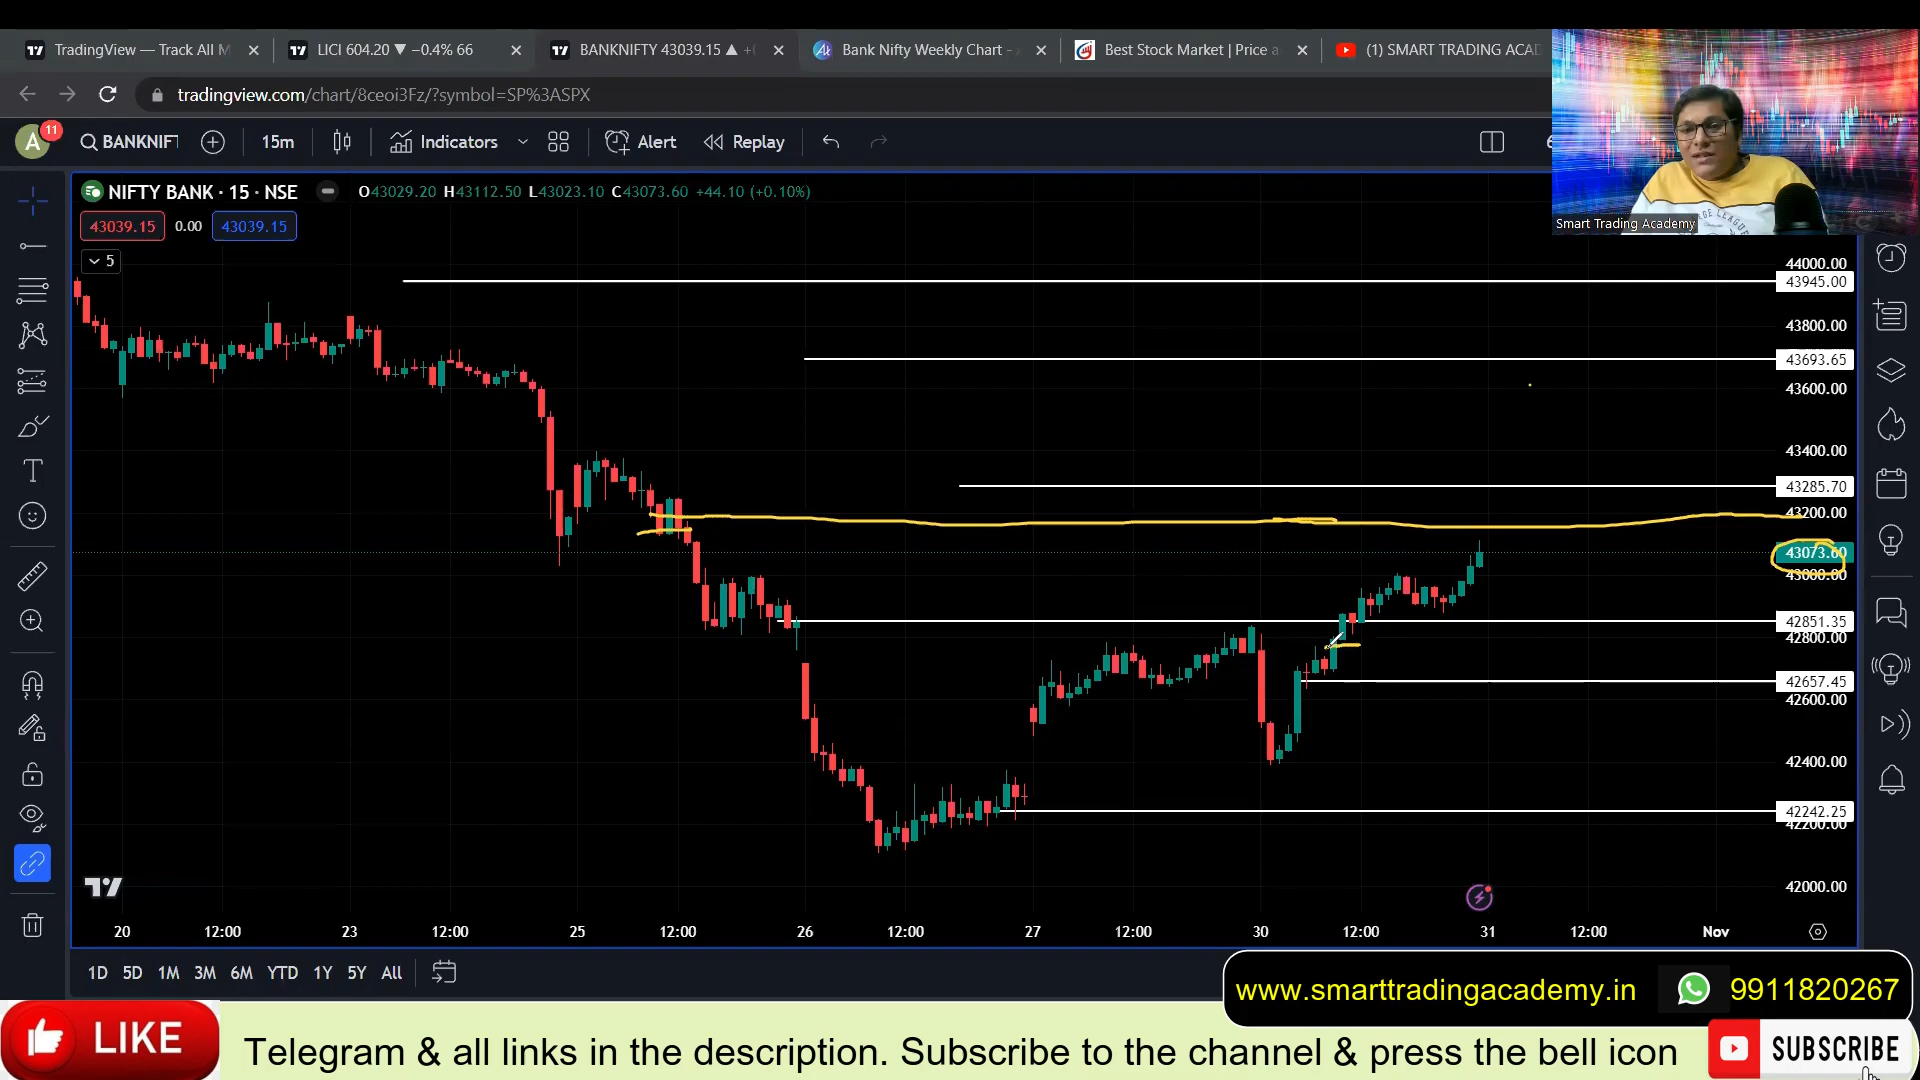 TradingView — Track All M
LICI 604.20 ▼ −0.4% 66
BANKNIFTY 43039.15 ▲ +
Bank Nifty Weekly Chart -
Best Stock Market | Price a
(1) SMART TRADING ACAD
tradingview.com/chart/8ceoi3Fz/?symbol=SP%3ASPX
A
11
BANKNIFT
15m
Indicators
Alert
Replay
NIFTY BANK · 15 · NSE
O43029.20 H43112.50 L43023.10 C43073.60 +44.10 (+0.10%)
43039.15
0.00
43039.15
5
Smart Trading Academy
LEAGUE
44000.00
43945.00
43800.00
43693.65
43600.00
43400.00
43285.70
43200.00
43073.60
43000.00
42851.35
42800.00
42657.45
42600.00
42400.00
42242.25
42200.00
42000.00
20 12:00 23 12:00 25 12:00 26 12:00 27 12:00 30 12:00 31 12:00 Nov
1D 5D 1M 3M 6M YTD 1Y 5Y All
www.smarttradingacademy.in 9911820267
LIKE
Telegram & all links in the description. Subscribe to the channel & press the bell icon
SUBSCRIBE